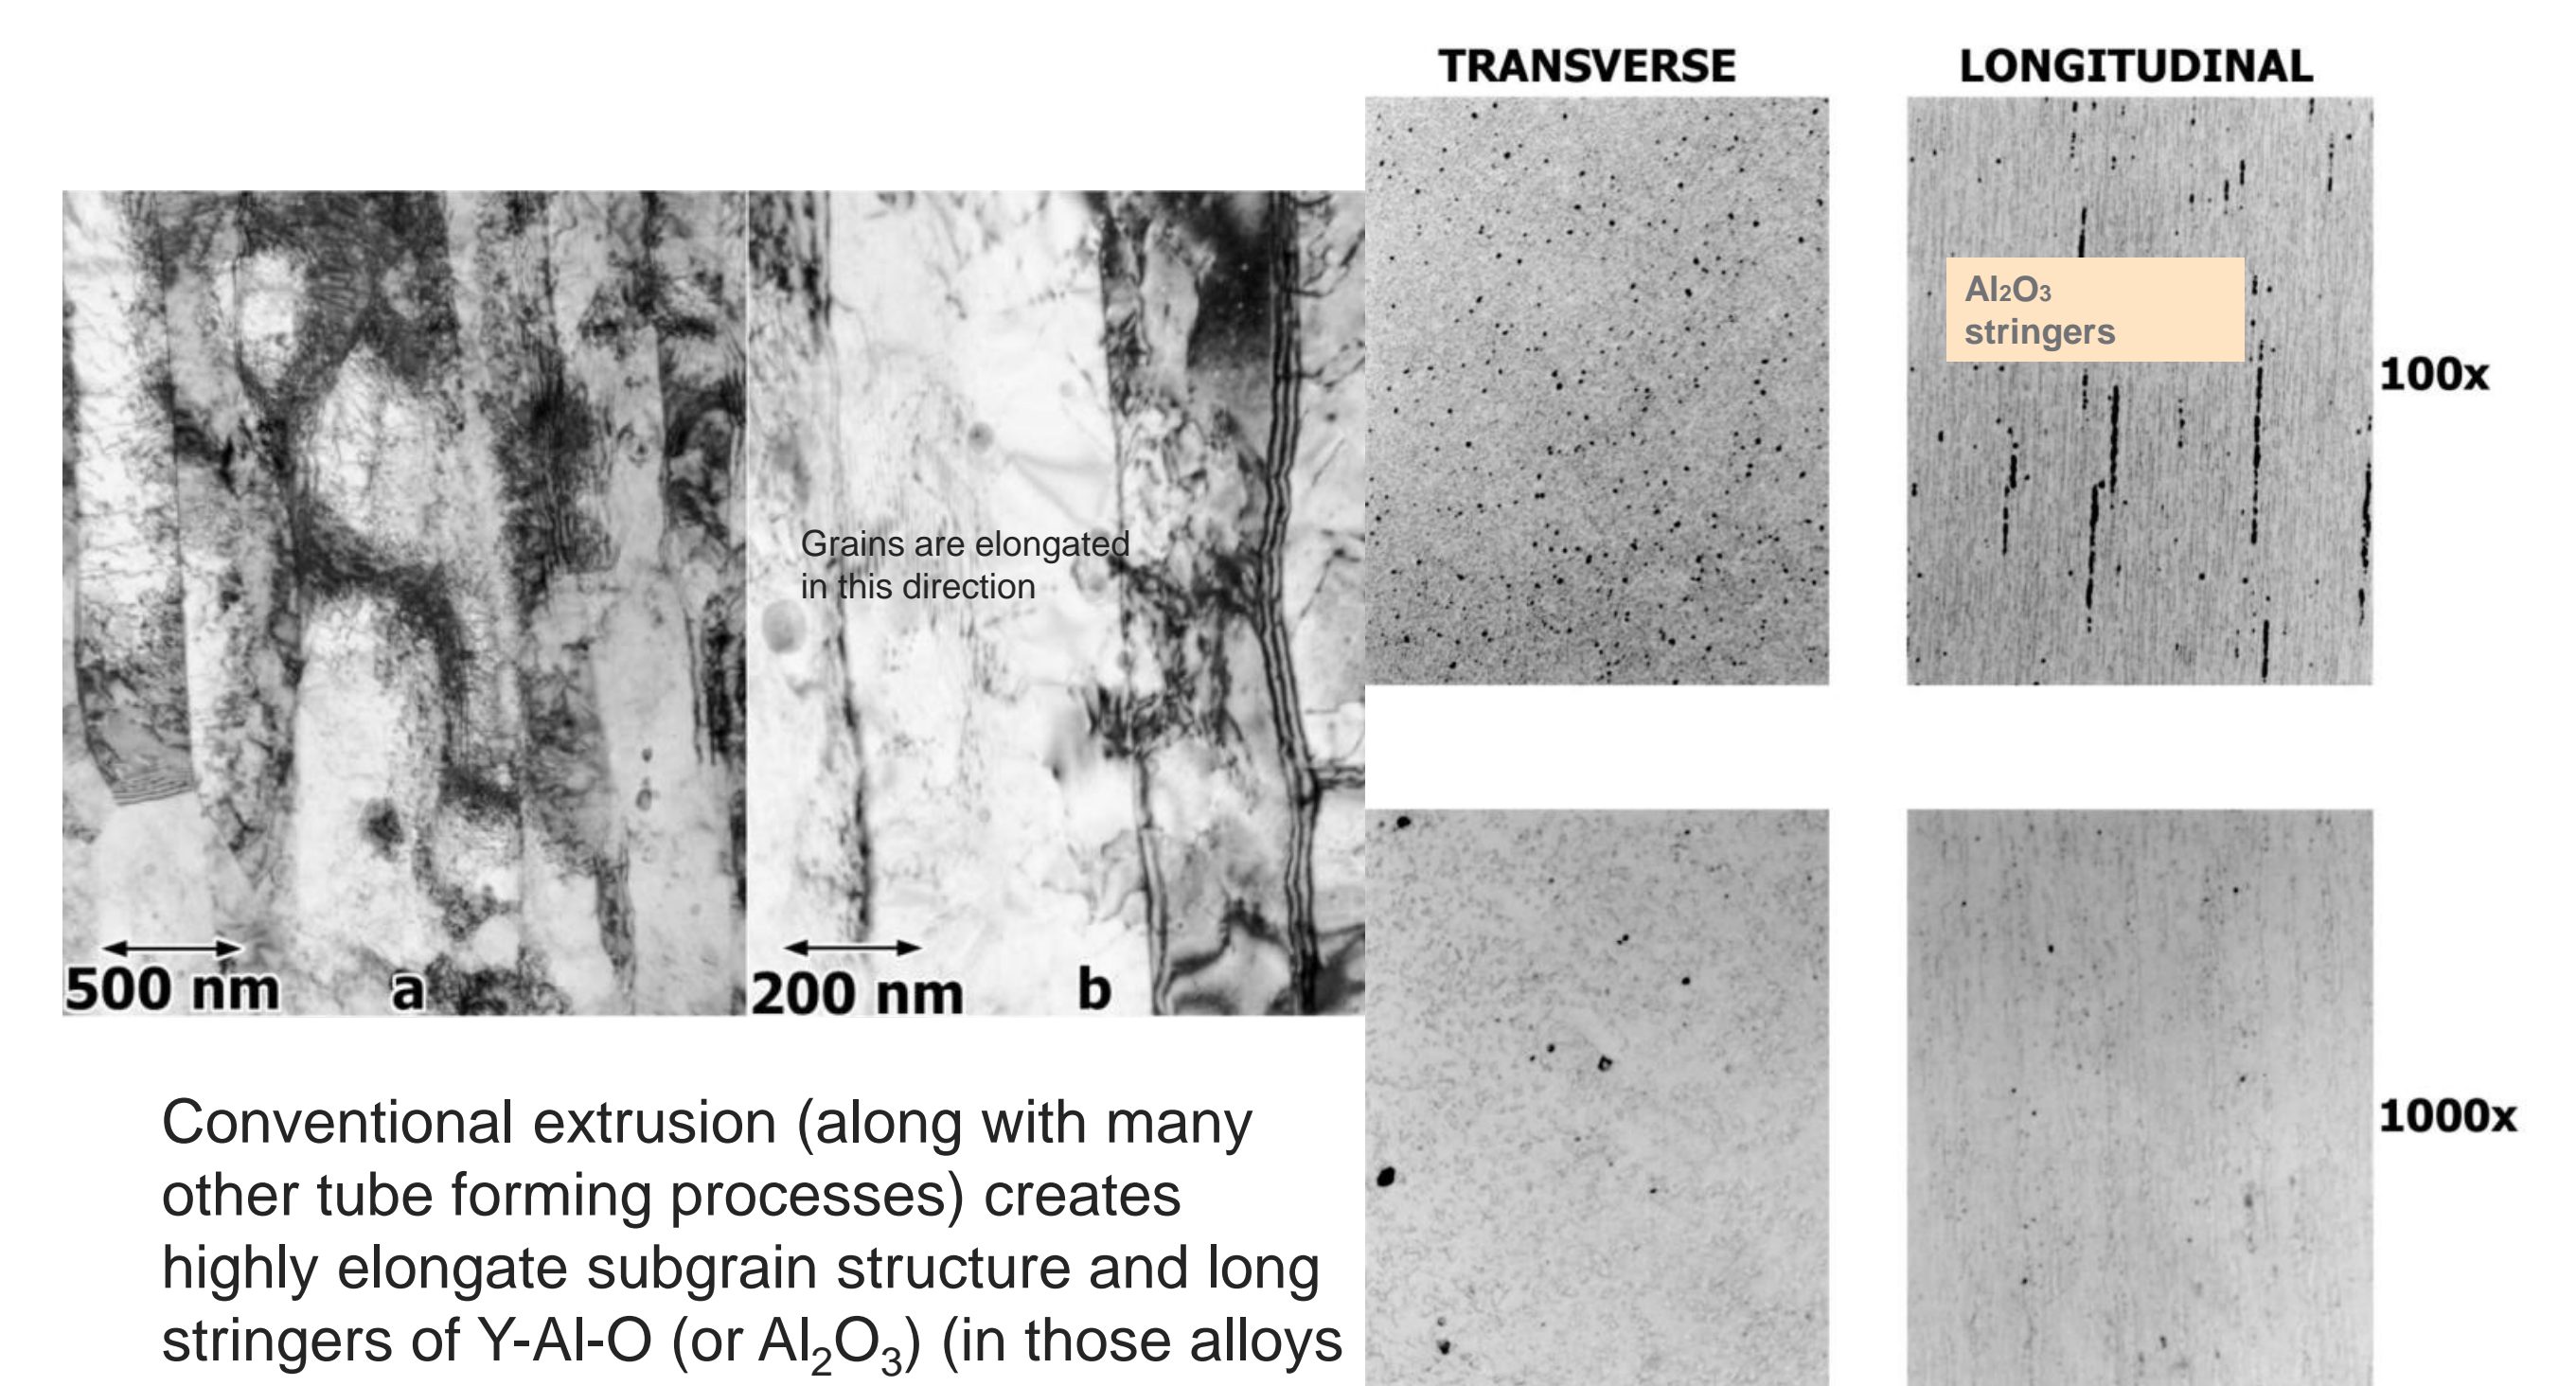 TRANSVERSE
LONGITUDINAL
Al₂O₃
stringers
100x
Grains are elongated
in this direction
500 nm
a
200 nm
b
1000x
Conventional extrusion (along with many
other tube forming processes) creates
highly elongate subgrain structure and long
stringers of Y-Al-O (or Al₂O₃) (in those alloys